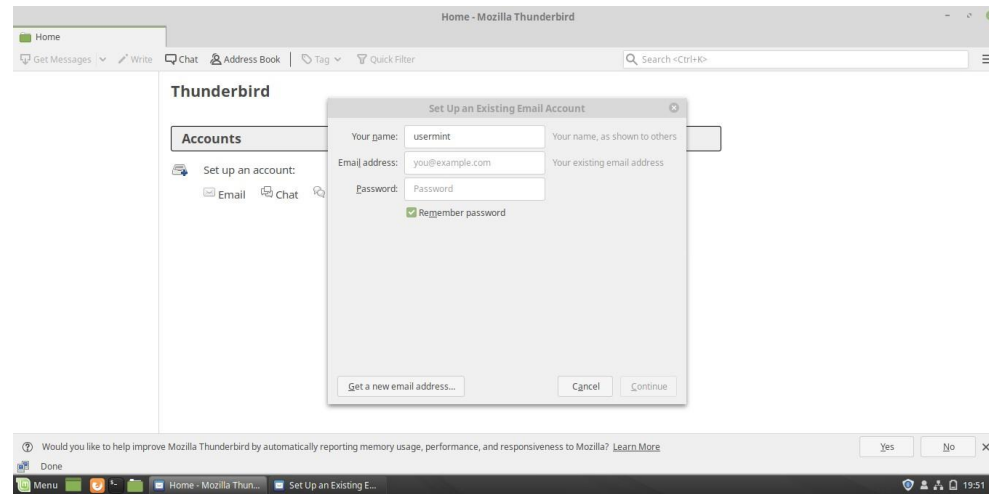 Home - Mozilla Thunderbird
Home
Get Messages Write Chat Address Book Tag Quick Filter Search <Ctrl+K>
Thunderbird
Set Up an Existing Email Account
Accounts
Your name: usermint Your name, as shown to others
Email address: you@example.com Your existing email address
Set up an account:
Password: Password
Email Chat
Remember password
Get a new email address... Cancel Continue
Would you like to help improve Mozilla Thunderbird by automatically reporting memory usage, performance, and responsiveness to Mozilla? Learn More Yes No
Done
Menu Home - Mozilla Thun... Set Up an Existing E... 19:51